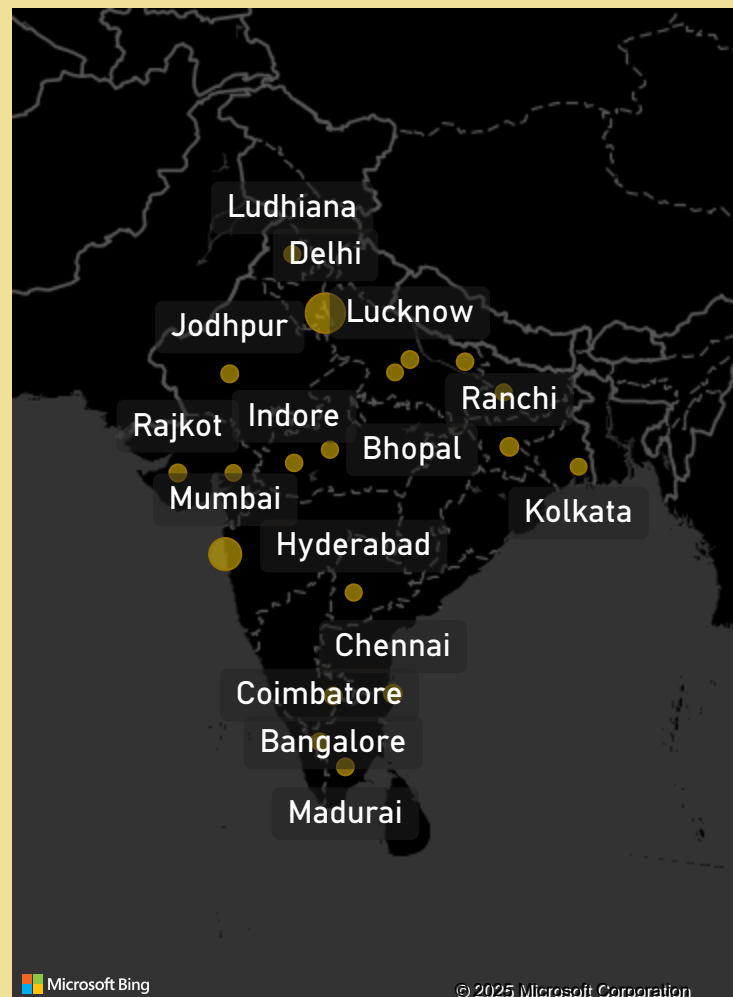 Ludhiana
Delhi
Lucknow
Jodhpur
Ranchi
Indore
Rajkot
Bhopal
Mumbai
Kolkata
Hyderabad
Chennai
Coimbatore
Bangalore
Madurai
Microsoft Bing
© 2025 Microsoft Corporation